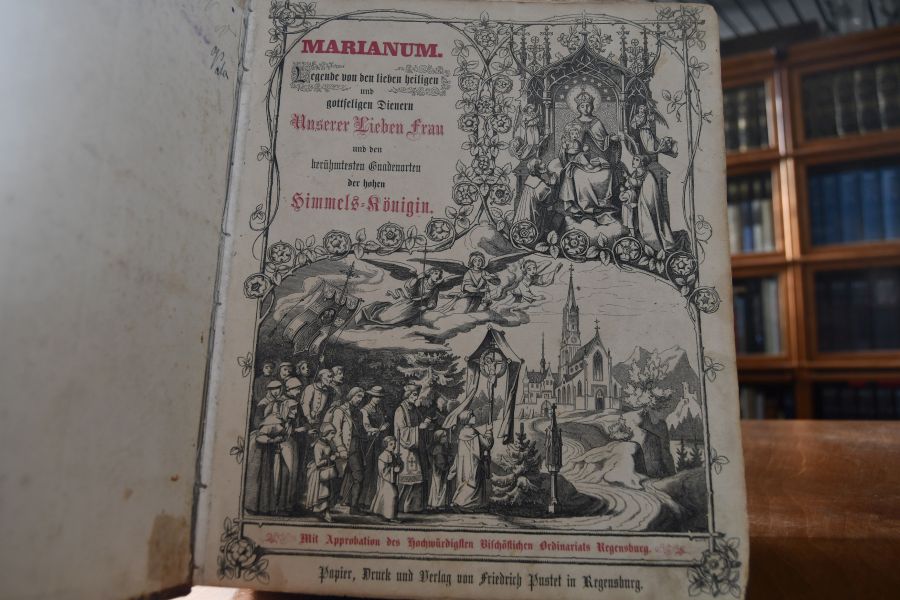 MARIANUM.
Legende von den lieben heiligen
und
gottseligen Dienern
Unserer Lieben Frau
und den
berühmtesten Gnadenorten
der hohen
Himmels-Königin.
Mit Approbation des Hochwürdigsten Bischöflichen Ordinariats Regensburg.
Papier, Druck und Verlag von Friedrich Pustet in Regensburg.